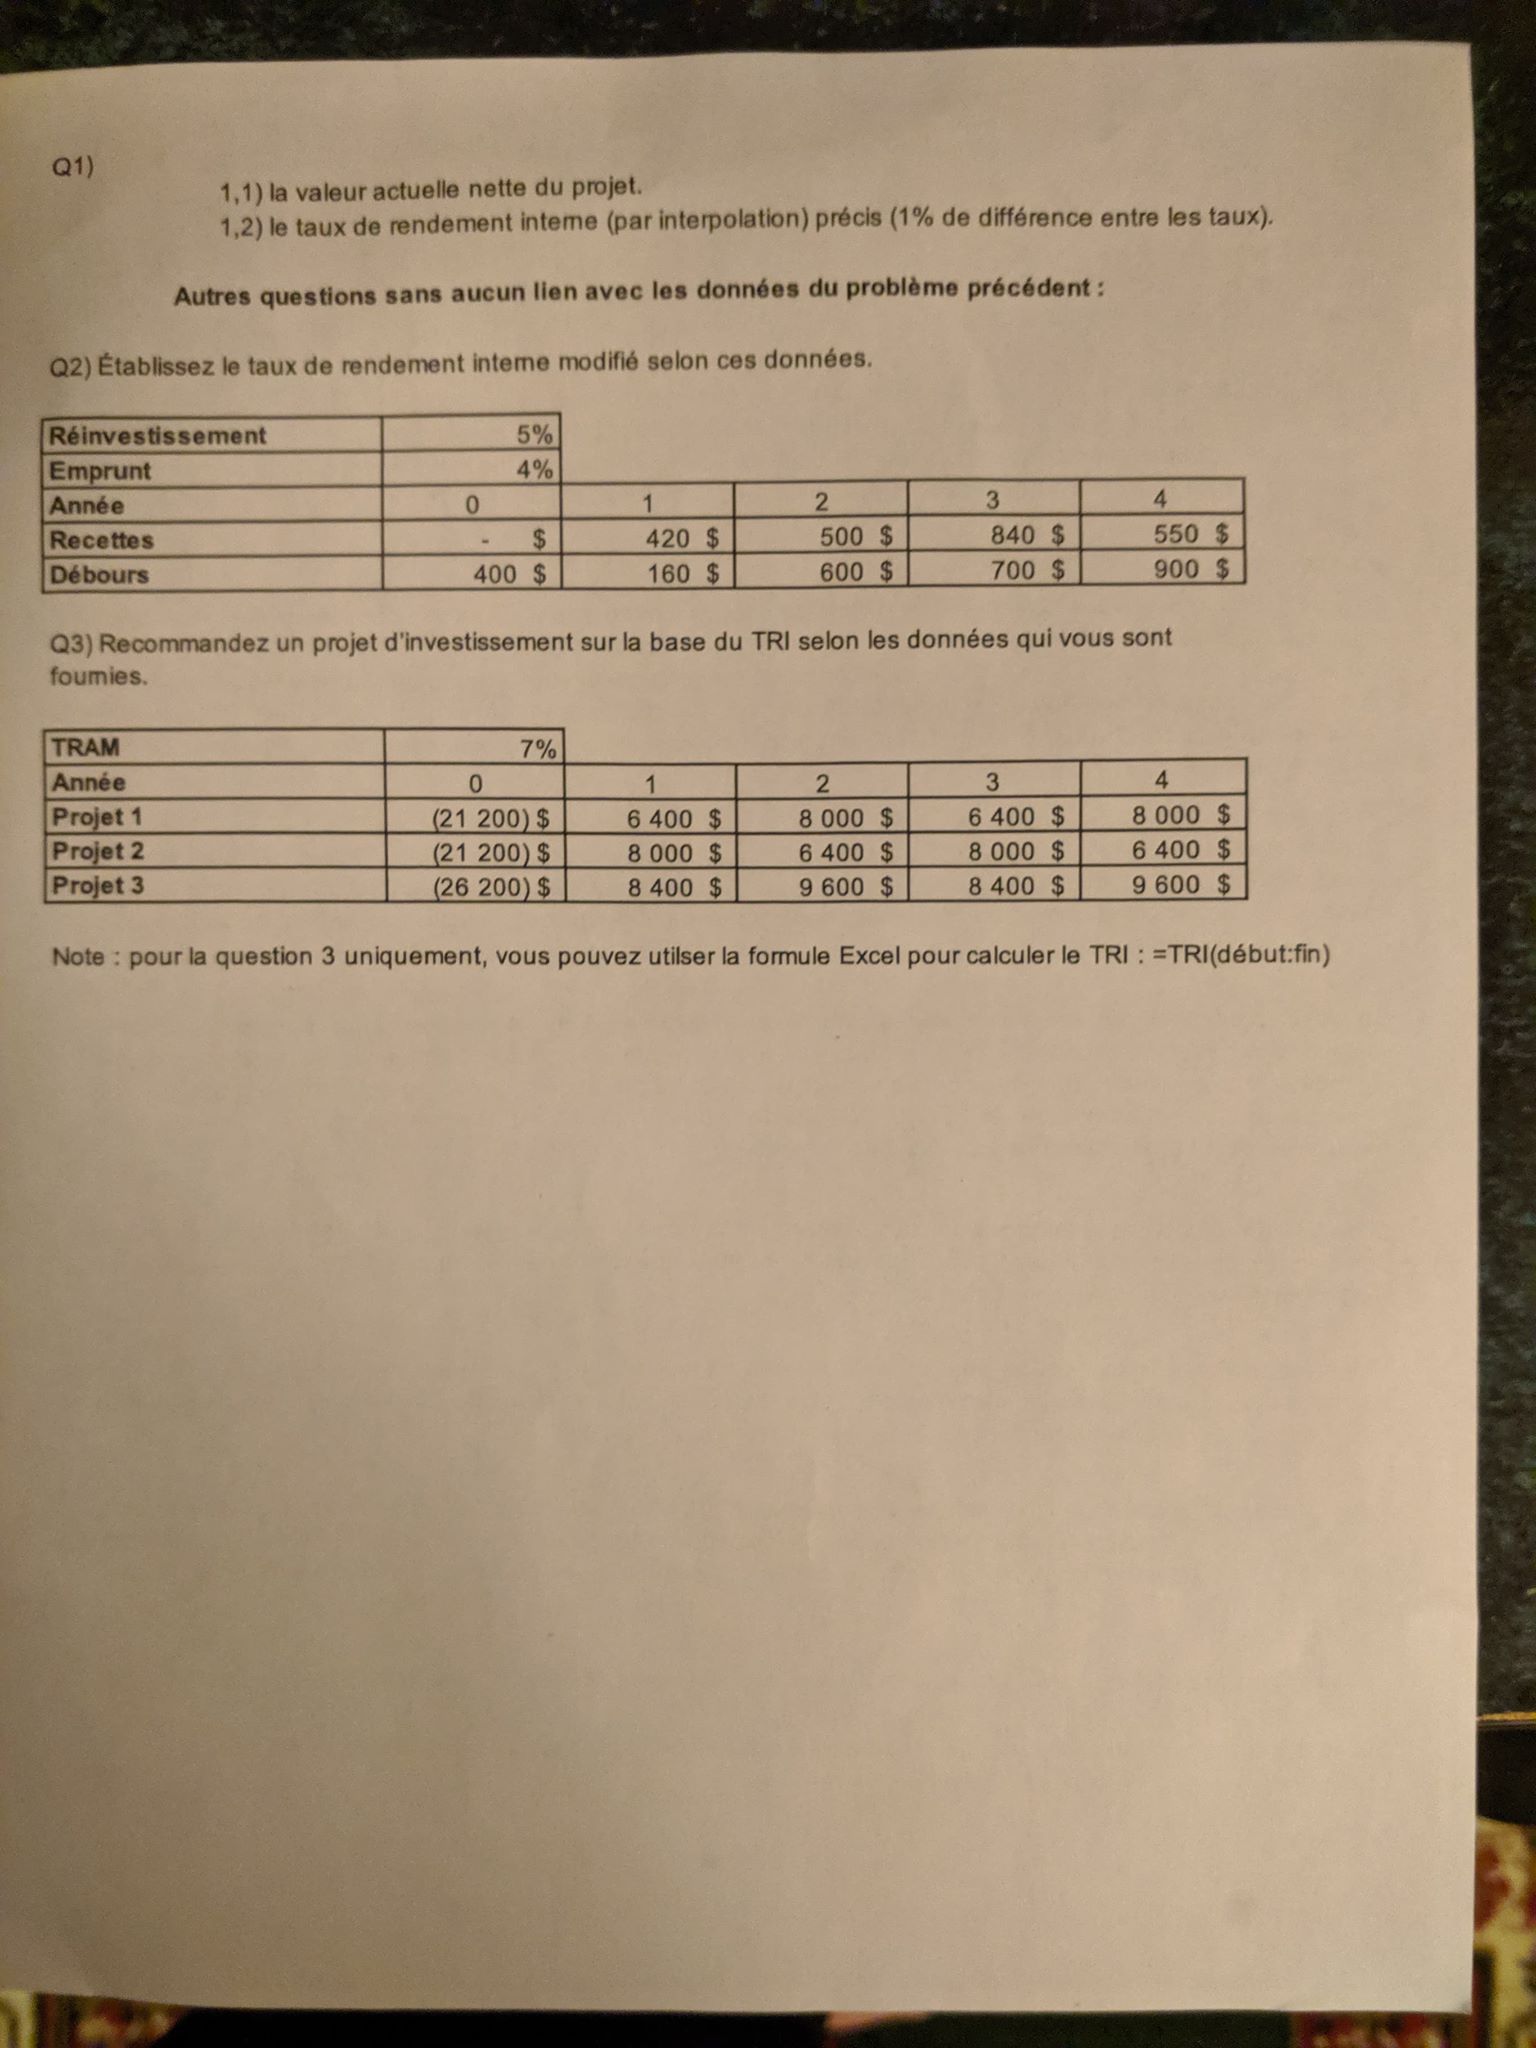 Q1)
1,1) la valeur actuelle nette du projet.
1,2) le taux de rendement interne (par interpolation) précis (1% de différence entre les taux).
Autres questions sans aucun lien avec les données du problème précédent :
Q2) Établissez le taux de rendement interne modifié selon ces données.
Réinvestissement 5%
Emprunt 4%
Année 0 1 2 3 4
Recettes - $ 420 $ 500 $ 840 $ 550 $
Débours 400 $ 160 $ 600 $ 700 $ 900 $
Q3) Recommandez un projet d'investissement sur la base du TRI selon les données qui vous sont
fournies.
TRAM 7%
Année 0 1 2 3 4
Projet 1 (21 200) $ 6 400 $ 8 000 $ 6 400 $ 8 000 $
Projet 2 (21 200) $ 8 000 $ 6 400 $ 8 000 $ 6 400 $
Projet 3 (26 200) $ 8 400 $ 9 600 $ 8 400 $ 9 600 $
Note : pour la question 3 uniquement, vous pouvez utilser la formule Excel pour calculer le TRI : =TRI(début:fin)